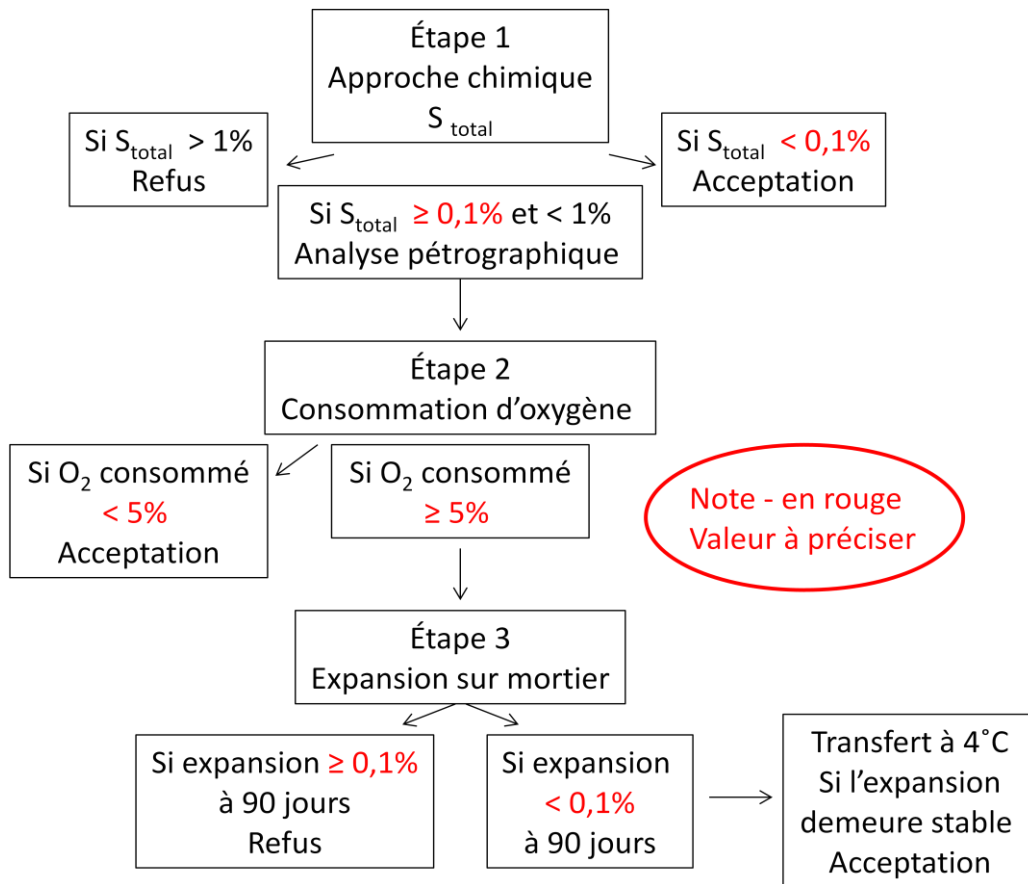 Étape 1
Approche chimique
S total
Si Stotal > 1%
Refus
Si Stotal < 0,1%
Acceptation
Si Stotal ≥ 0,1% et < 1%
Analyse pétrographique
Étape 2
Consommation d’oxygène
Si O2 consommé
< 5%
Acceptation
Si O2 consommé
≥ 5%
Note - en rouge
Valeur à préciser
Étape 3
Expansion sur mortier
Si expansion ≥ 0,1%
à 90 jours
Refus
Si expansion
< 0,1%
à 90 jours
Transfert à 4˚C
Si l’expansion
demeure stable
Acceptation